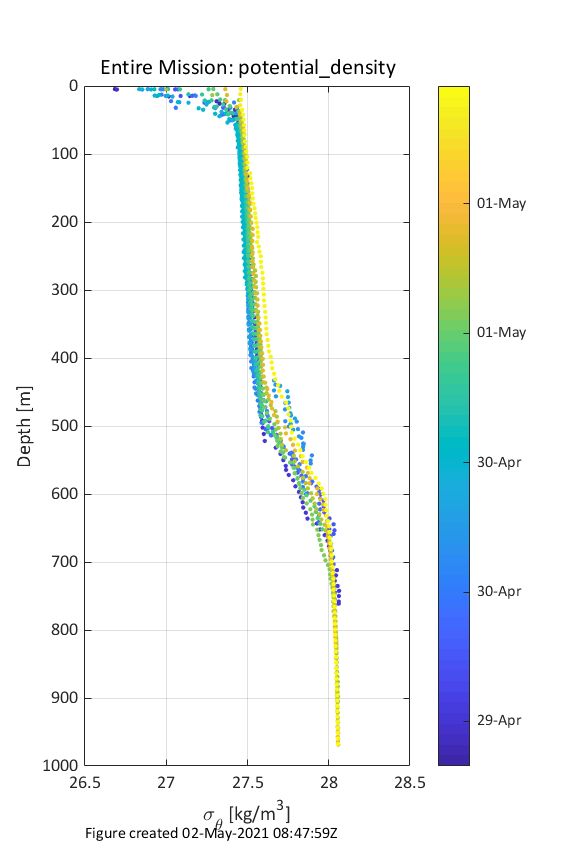 Entire Mission: potential_density
0
100
200
300
400
500
600
700
800
900
1000
Depth [m]
26.5 27 27.5 28 28.5
σθ [kg/m³]
01-May
01-May
30-Apr
30-Apr
29-Apr
Figure created 02-May-2021 08:47:59Z